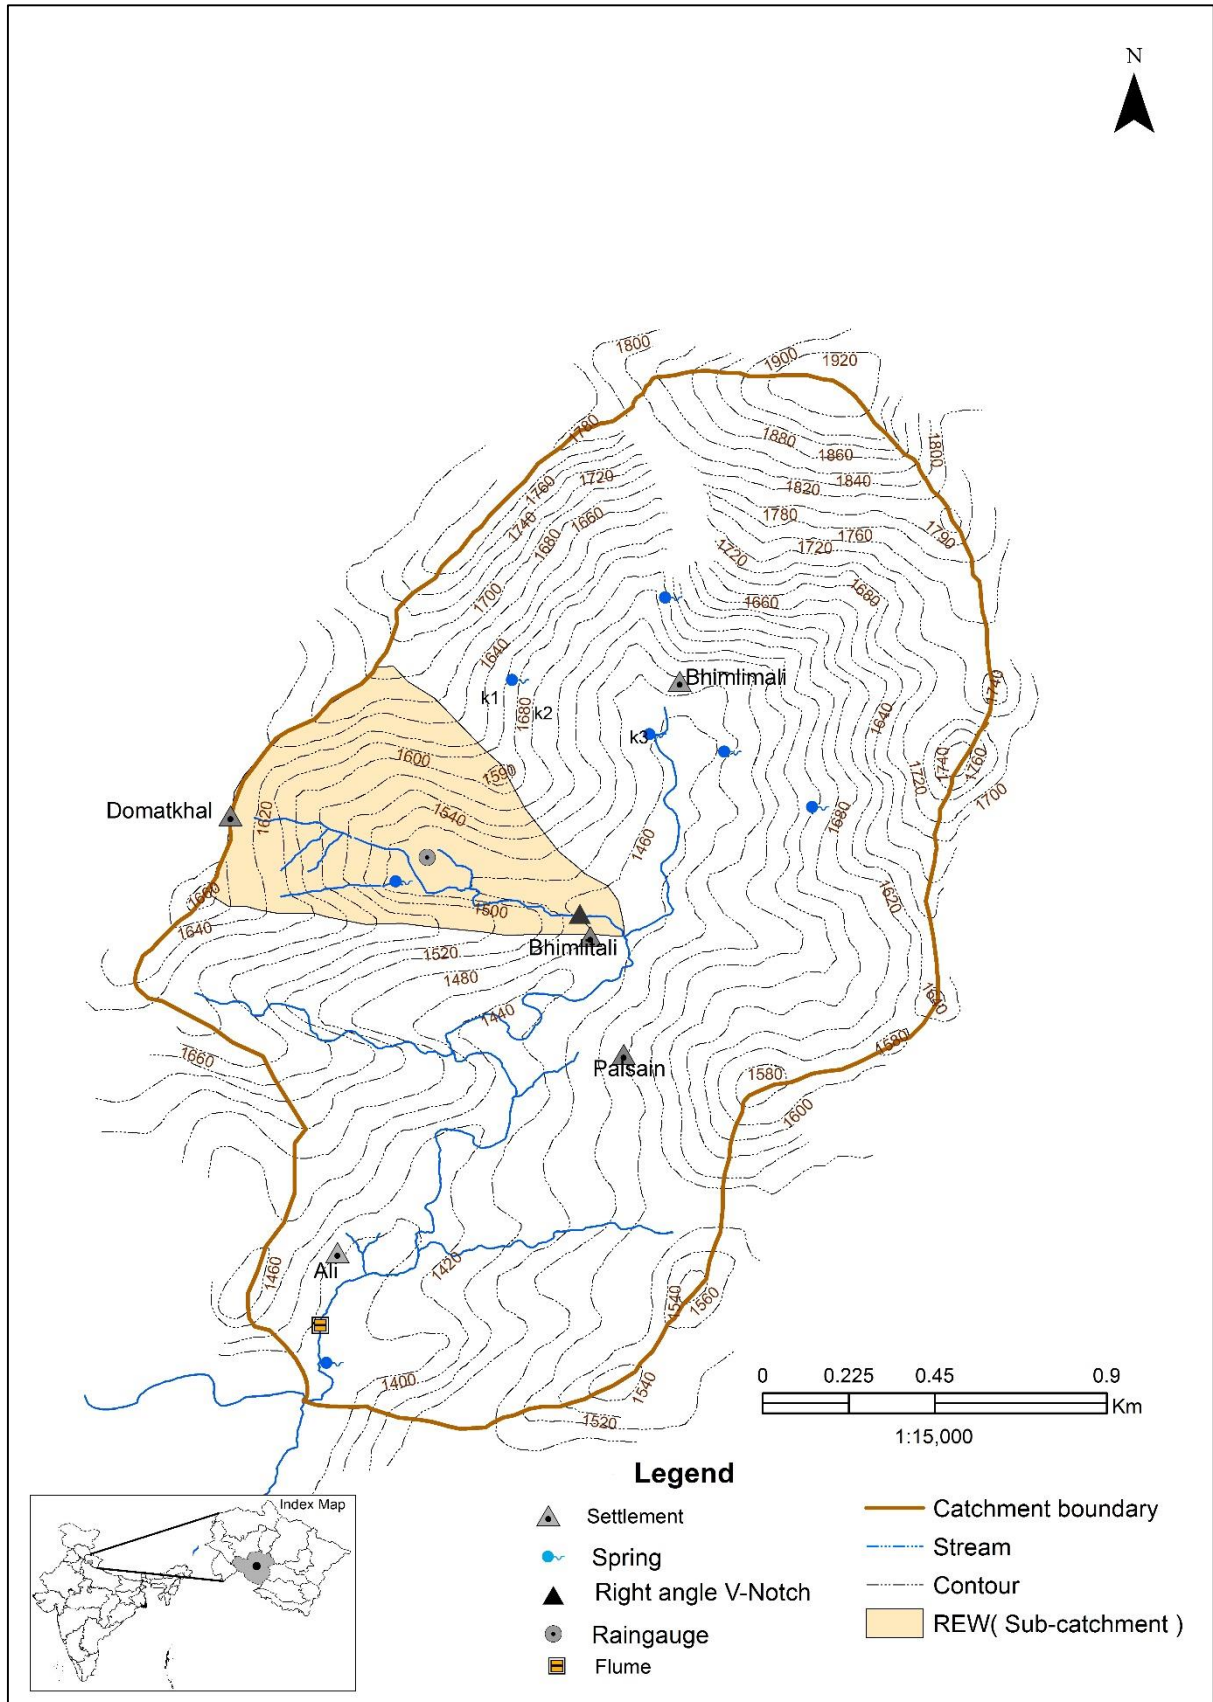 N
1800
1900
1920
1780
1880
1860
1800
1840
1820
1760
1720
1740
1660
1780
1760
1790
1680
1720
1720
1700
1660
1680
1640
Bhimlimali
k1
1680
k2
k3
1740
1640
1740
1760
1720
1700
1600
1590
Domatkhal
1620
1540
1460
1680
1660
1500
1620
1640
Bhimlitali
1520
1480
1440
1640
1660
1580
Palsain
1580
1600
1460
Ali
1420
1540
1560
1400
1540
1520
0 0.225 0.45 0.9
Km
1:15,000
Legend
Settlement
Spring
Right angle V-Notch
Raingauge
Flume
Catchment boundary
Stream
Contour
REW( Sub-catchment )
Index Map